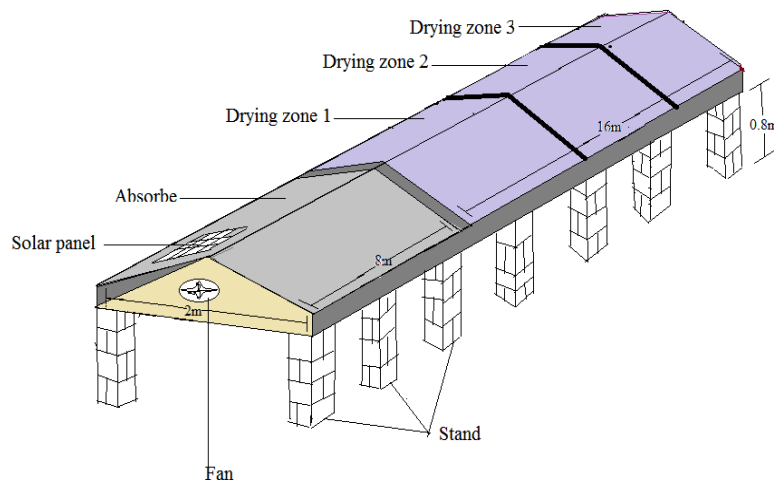 Drying zone 3
Drying zone 2
Drying zone 1
16m
0.8m
Absorbe
Solar panel
8m
2m
Stand
Fan